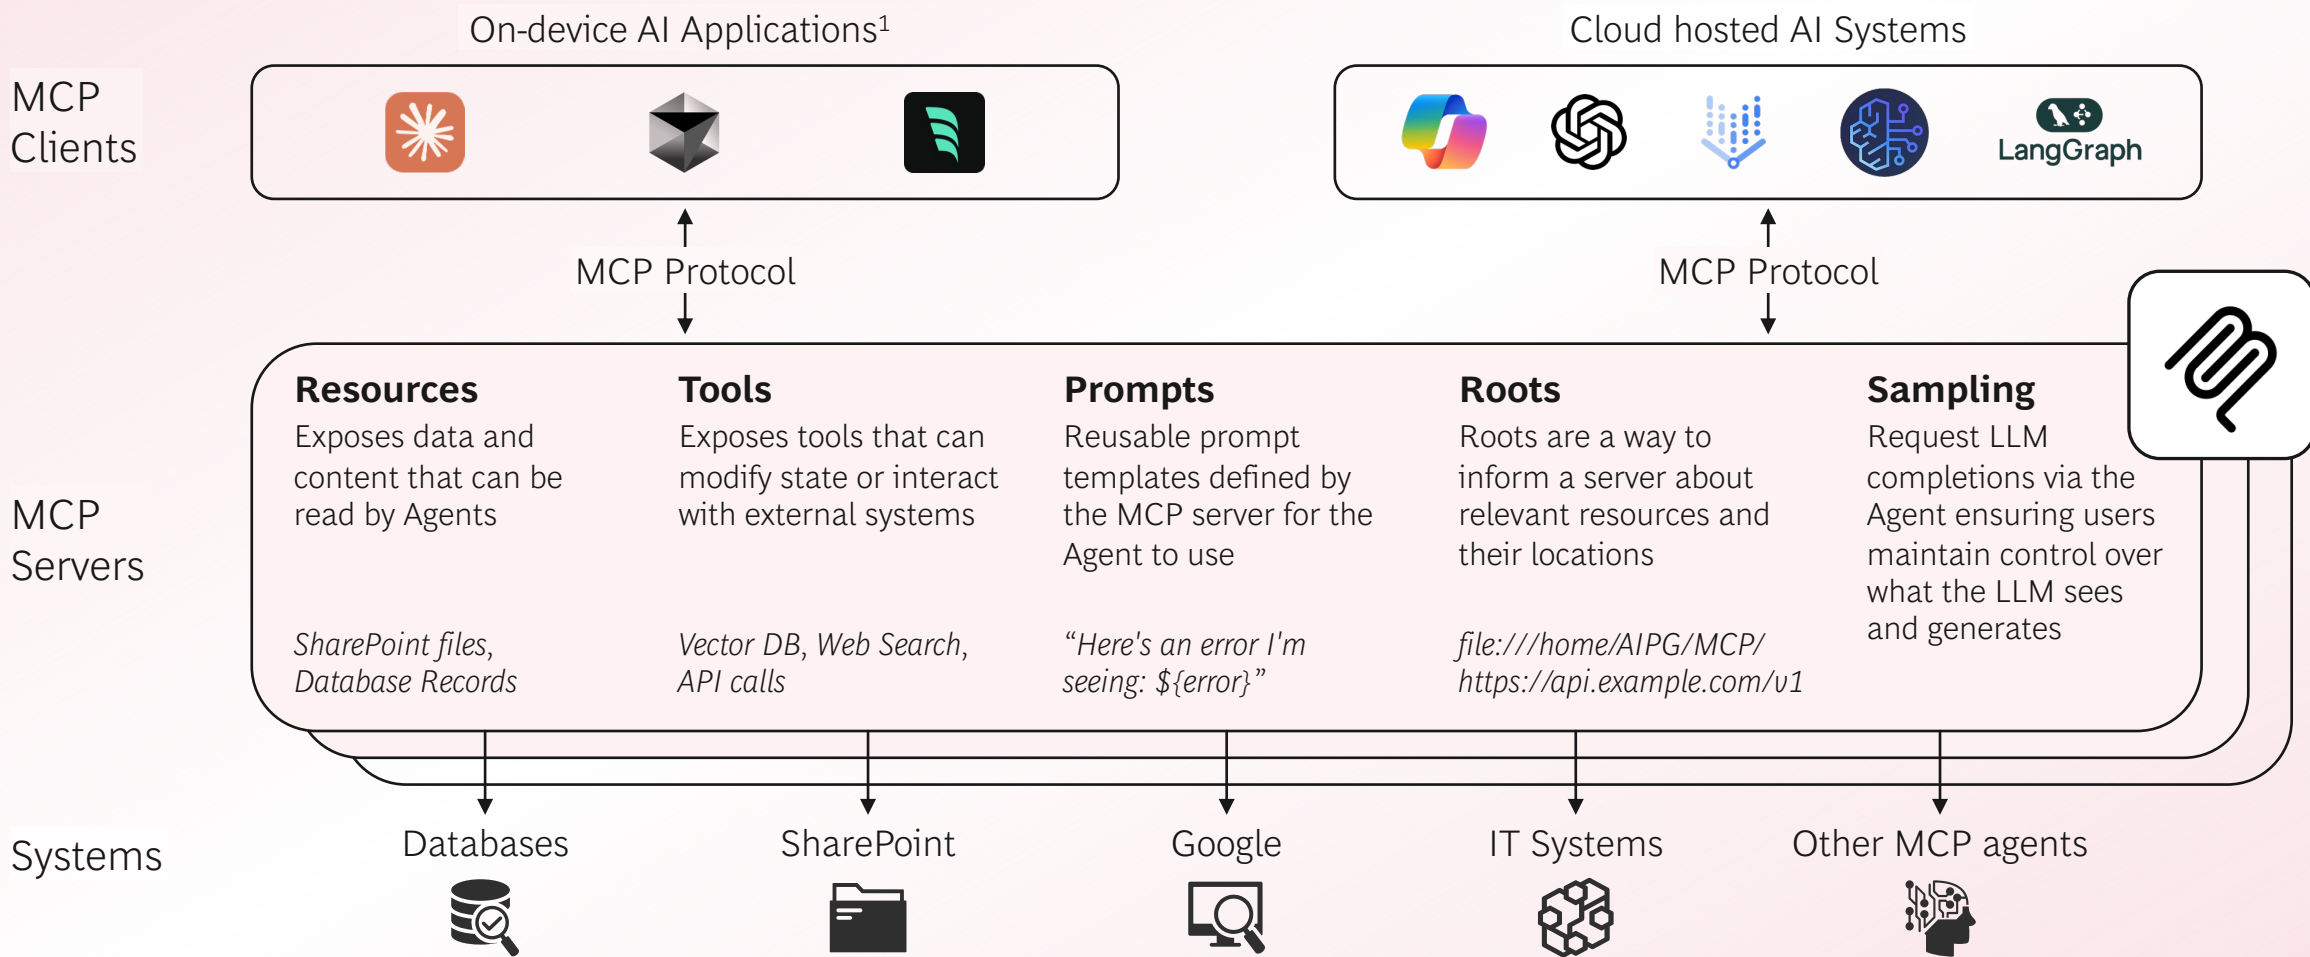 On-device AI Applications¹
Cloud hosted AI Systems
MCP
Clients
LangGraph
MCP Protocol
MCP Protocol
MCP
Servers
Resources
Exposes data and
content that can be
read by Agents
SharePoint files,
Database Records
Tools
Exposes tools that can
modify state or interact
with external systems
Vector DB, Web Search,
API calls
Prompts
Reusable prompt
templates defined by
the MCP server for the
Agent to use
“Here's an error I'm
seeing: ${error}”
Roots
Roots are a way to
inform a server about
relevant resources and
their locations
file:///home/AIPG/MCP/
https://api.example.com/v1
Sampling
Request LLM
completions via the
Agent ensuring users
maintain control over
what the LLM sees
and generates
Systems
Databases
SharePoint
Google
IT Systems
Other MCP agents